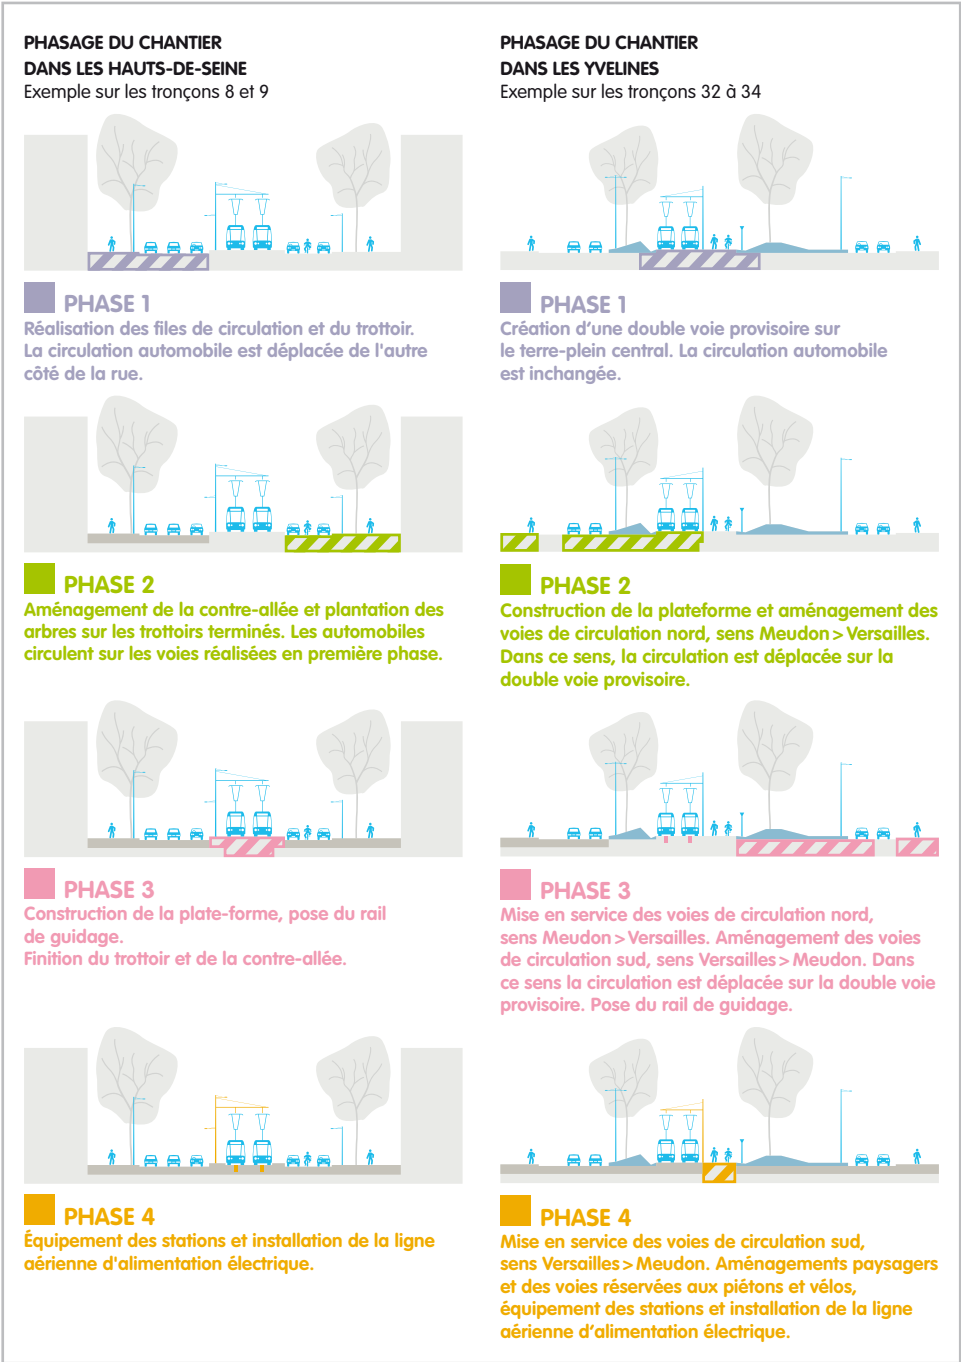 PHASAGE DU CHANTIER
DANS LES HAUTS-DE-SEINE
Exemple sur les tronçons 8 et 9
PHASE 1
Réalisation des files de circulation et du trottoir.
La circulation automobile est déplacée de l'autre
côté de la rue.
PHASE 2
Aménagement de la contre-allée et plantation des
arbres sur les trottoirs terminés. Les automobiles
circulent sur les voies réalisées en première phase.
PHASE 3
Construction de la plate-forme, pose du rail
de guidage.
Finition du trottoir et de la contre-allée.
PHASE 4
Équipement des stations et installation de la ligne
aérienne d'alimentation électrique.
PHASAGE DU CHANTIER
DANS LES YVELINES
Exemple sur les tronçons 32 à 34
PHASE 1
Création d’une double voie provisoire sur
le terre-plein central. La circulation automobile
est inchangée.
PHASE 2
Construction de la plateforme et aménagement des
voies de circulation nord, sens Meudon > Versailles.
Dans ce sens, la circulation est déplacée sur la
double voie provisoire.
PHASE 3
Mise en service des voies de circulation nord,
sens Meudon > Versailles. Aménagement des voies
de circulation sud, sens Versailles > Meudon. Dans
ce sens la circulation est déplacée sur la double voie
provisoire. Pose du rail de guidage.
PHASE 4
Mise en service des voies de circulation sud,
sens Versailles > Meudon. Aménagements paysagers
et des voies réservées aux piétons et vélos,
équipement des stations et installation de la ligne
aérienne d’alimentation électrique.